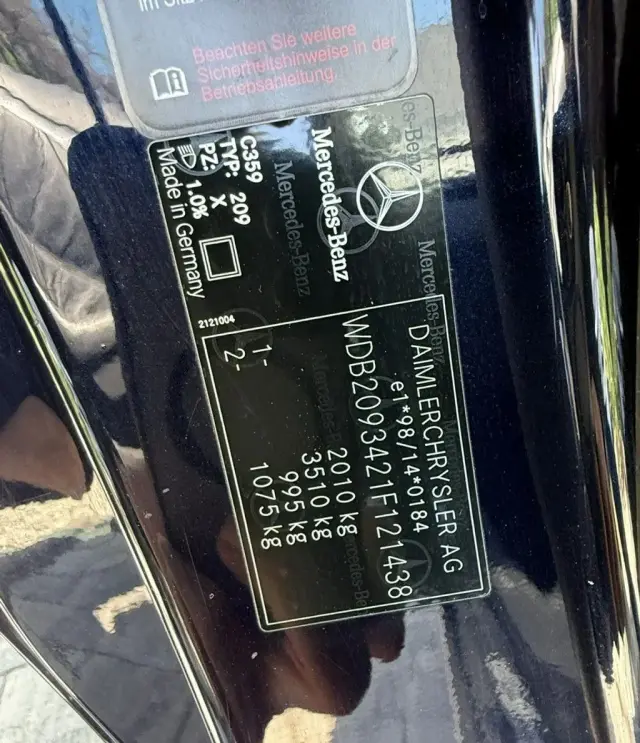 Beachten Sie weitere
Sicherheitshinweise in der
Betriebsanleitung.
Mercedes-Benz
C359
TYP: 209
PZ: X
1.0%
Made in Germany
2121004
DAIMLERCHRYSLER AG
e1*98/14*0184
WDB2093421F121438
2010 kg
3510 kg
1- 995 kg
2- 1075 kg